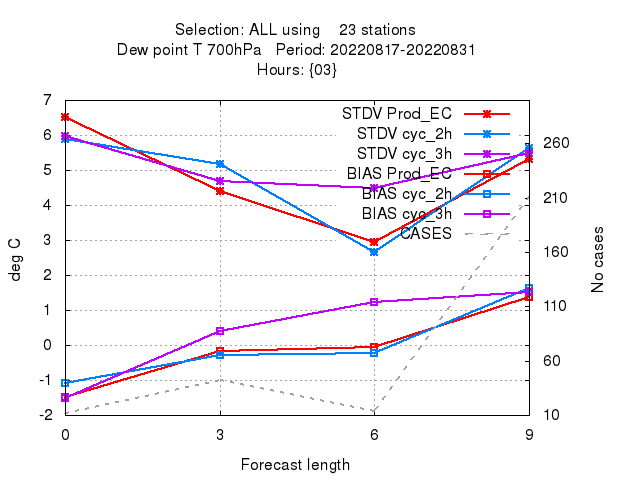 Selection: ALL using    23 stations
Dew point T 700hPa   Period: 20220817-20220831
Hours: {03}
7
6
5
4
3
2
1
0
-1
-2
deg C
STDV Prod_EC
STDV cyc_2h
STDV cyc_3h
BIAS Prod_EC
BIAS cyc_2h
BIAS cyc_3h
CASES
260
210
160
110
60
10
No cases
0 3 6 9
Forecast length